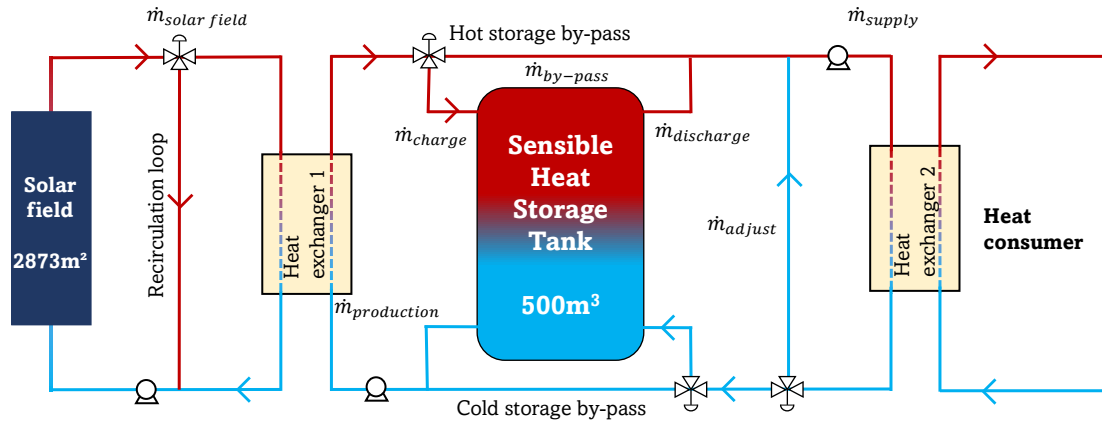 ṁsolar field
ṁsupply
Hot storage by-pass
ṁby−pass
ṁcharge
ṁdischarge
Solar
field
2873m²
Recirculation loop
Heat
exchanger 1
Sensible
Heat
Storage
Tank
500m³
ṁadjust
Heat
exchanger 2
Heat
consumer
ṁproduction
Cold storage by-pass